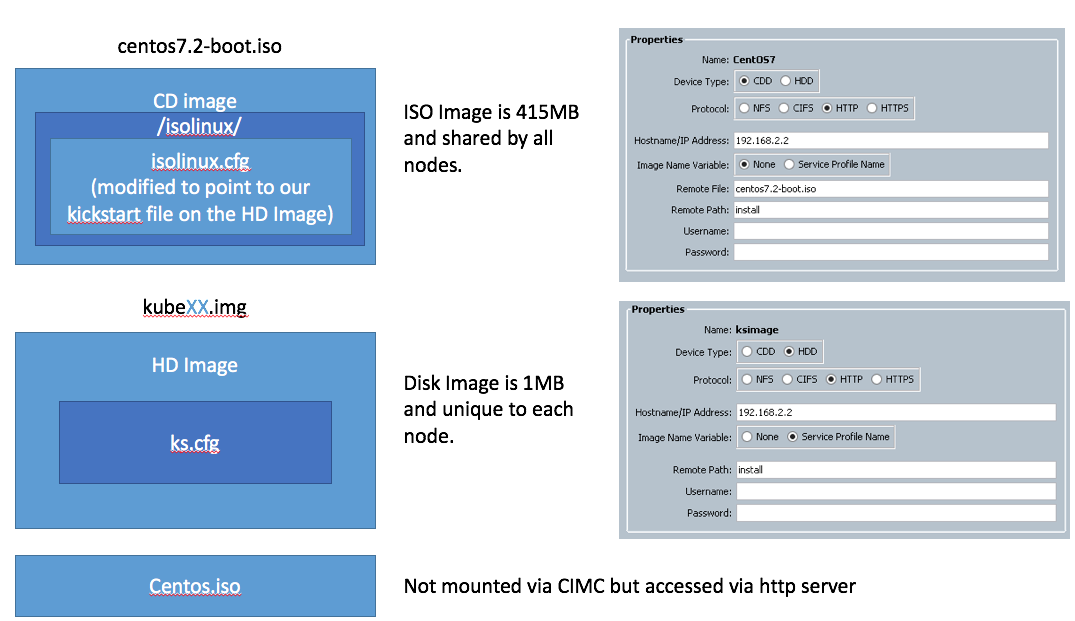 centos7.2-boot.iso
CD image
/isolinux/
isolinux.cfg
(modified to point to our
kickstart file on the HD Image)
ISO Image is 415MB
and shared by all
nodes.
Properties
Name: CentOS7
Device Type: CDD HDD
Protocol: NFS CIFS HTTP HTTPS
Hostname/IP Address: 192.168.2.2
Image Name Variable: None Service Profile Name
Remote File: centos7.2-boot.iso
Remote Path: install
Username:
Password:
kubeXX.img
HD Image
ks.cfg
Disk Image is 1MB
and unique to each
node.
Properties
Name: ksimage
Device Type: CDD HDD
Protocol: NFS CIFS HTTP HTTPS
Hostname/IP Address: 192.168.2.2
Image Name Variable: None Service Profile Name
Remote Path: install
Username:
Password:
Centos.iso
Not mounted via CIMC but accessed via http server